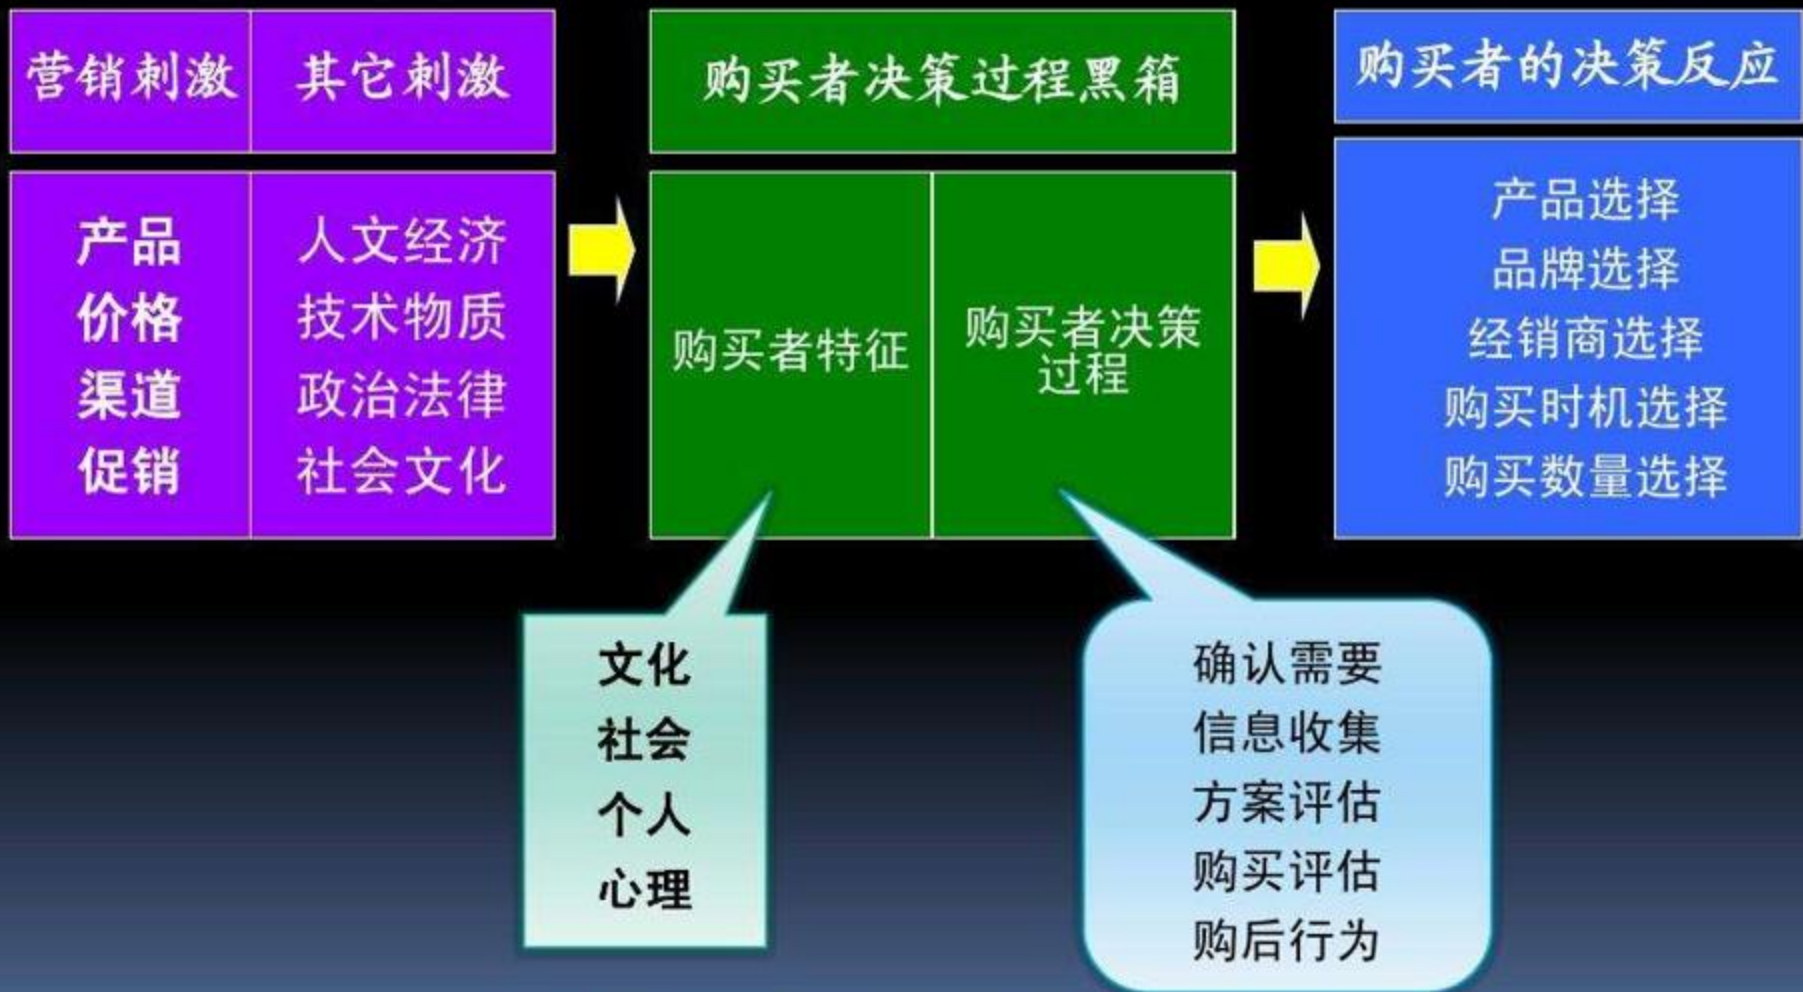 营销刺激
其它刺激
购买者决策过程黑箱
购买者的决策反应
产品
价格
渠道
促销
人文经济
技术物质
政治法律
社会文化
购买者特征
购买者决策
过程
产品选择
品牌选择
经销商选择
购买时机选择
购买数量选择
文化
社会
个人
心理
确认需要
信息收集
方案评估
购买评估
购后行为